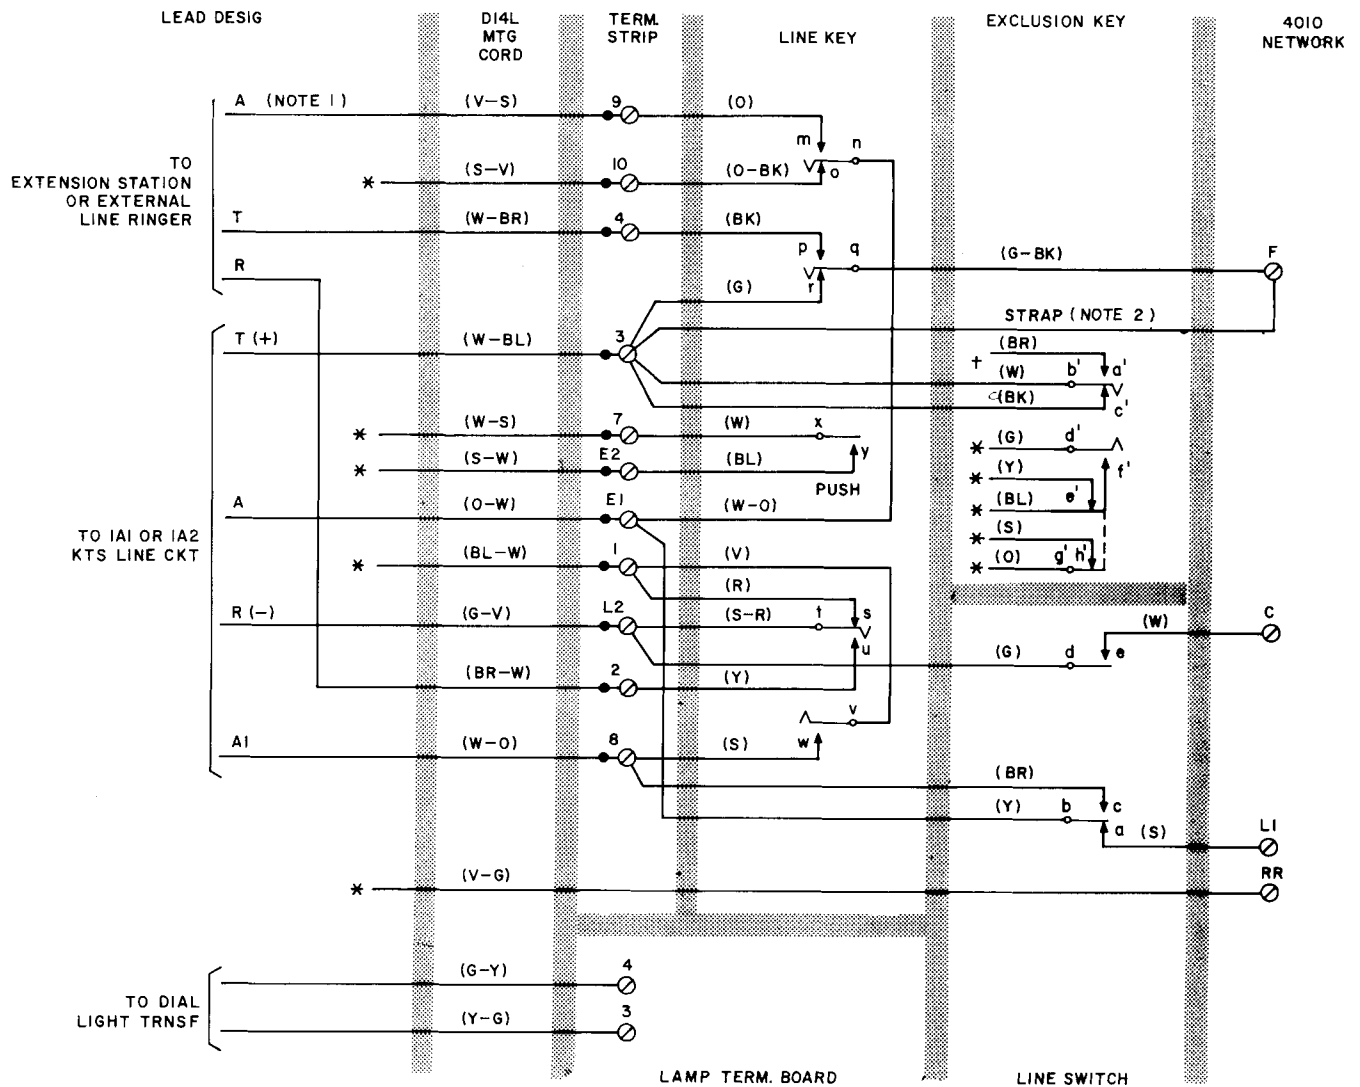 LEAD DESIG
D14L
MTG
CORD
TERM.
STRIP
LINE KEY
EXCLUSION KEY
4010
NETWORK
A (NOTE 1) (V-S) 9 (O)
m n
TO
EXTENSION STATION
OR EXTERNAL
LINE RINGER
* (S-V) 10 (O-BK) o
T (W-BR) 4 (BK)
p q (G-BK) F
R
(G) r
STRAP (NOTE 2)
T (+) (W-BL) 3
† (BR)
(W) b' a'
(BK) c'
* (W-S) 7 (W) x
* (S-W) E2 (BL) y
PUSH
* (G) d'
* (Y) e' f'
* (BL)
* (S)
* (O) g' h'
TO 1A1 OR 1A2
KTS LINE CKT
A (O-W) E1 (W-O)
* (BL-W) 1 (V)
(R)
R (-) (G-V) L2 (S-R) t s
u
(W) C
(G) d e
(BR-W) 2 (Y)
v
A1 (W-O) 8 (S) w
(BR)
(Y) b c
a (S) L1
* (V-G) RR
TO DIAL
LIGHT TRNSF
(G-Y) 4
(Y-G) 3
LAMP TERM. BOARD
LINE SWITCH